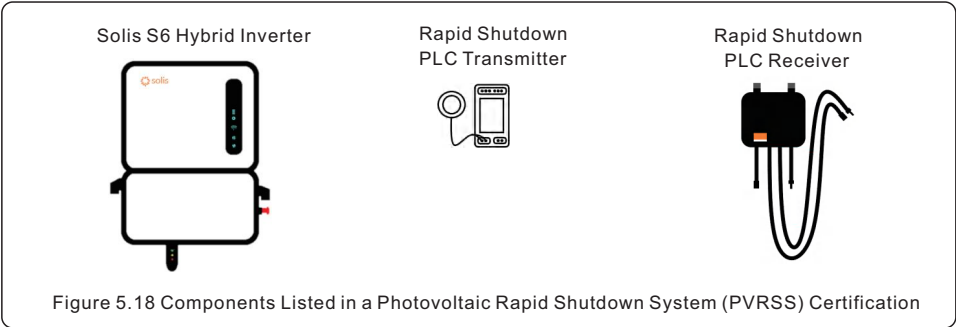 Solis S6 Hybrid Inverter
Rapid Shutdown
PLC Transmitter
Rapid Shutdown
PLC Receiver
solis
Figure 5.18 Components Listed in a Photovoltaic Rapid Shutdown System (PVRSS) Certification